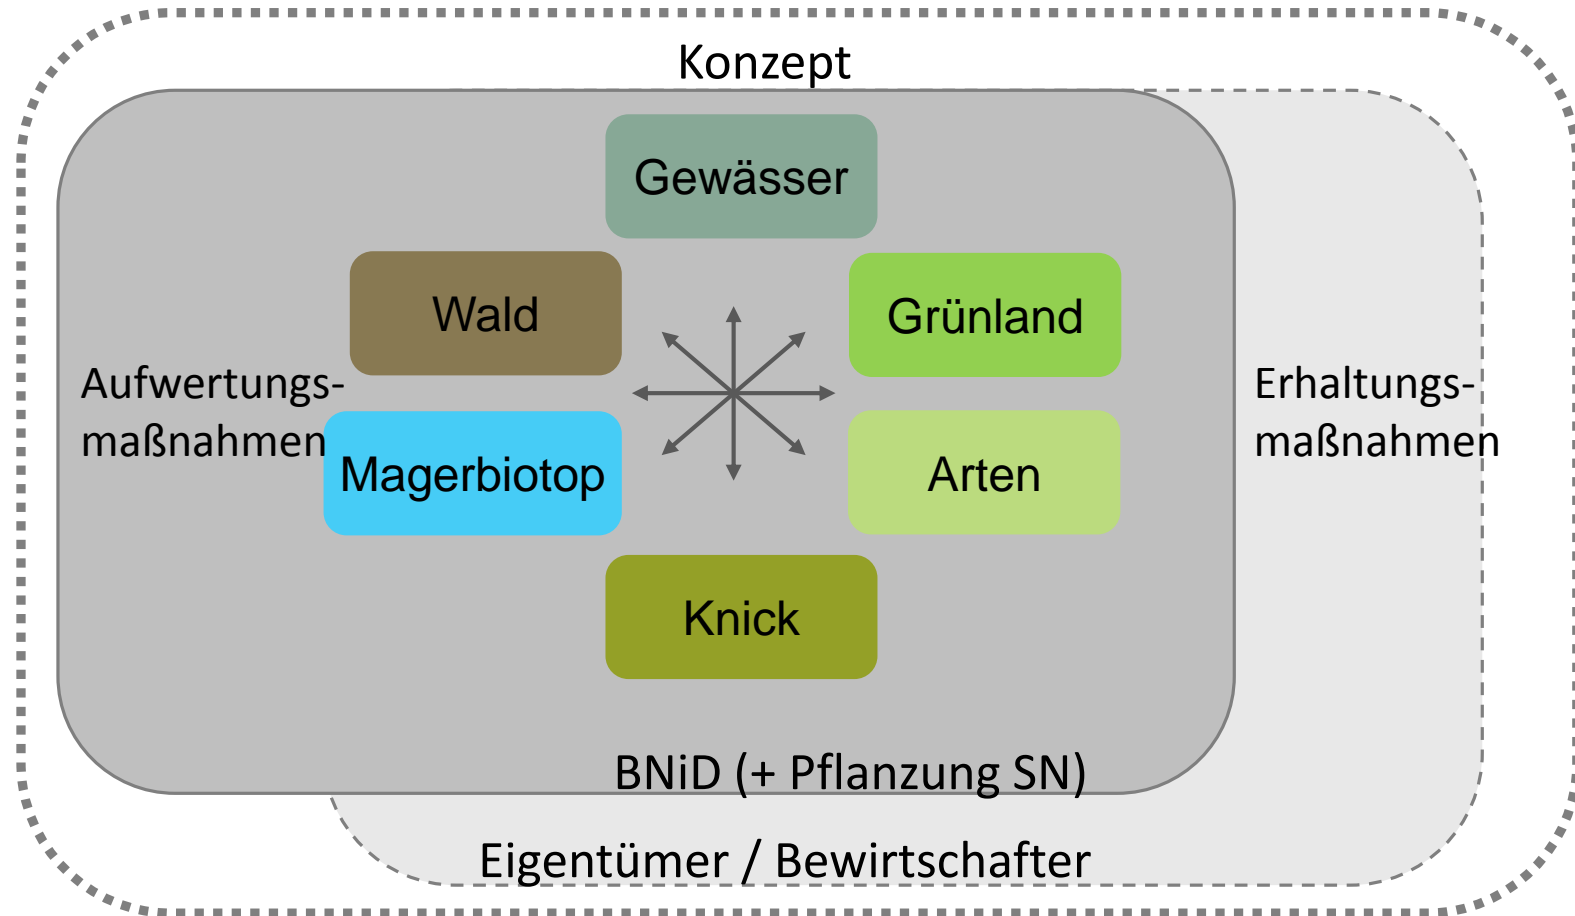 Konzept
Gewässer
Wald
Grünland
Aufwertungs-
maßnahmen
Erhaltungs-
maßnahmen
Magerbiotop
Arten
Knick
BNiD (+ Pflanzung SN)
Eigentümer / Bewirtschafter